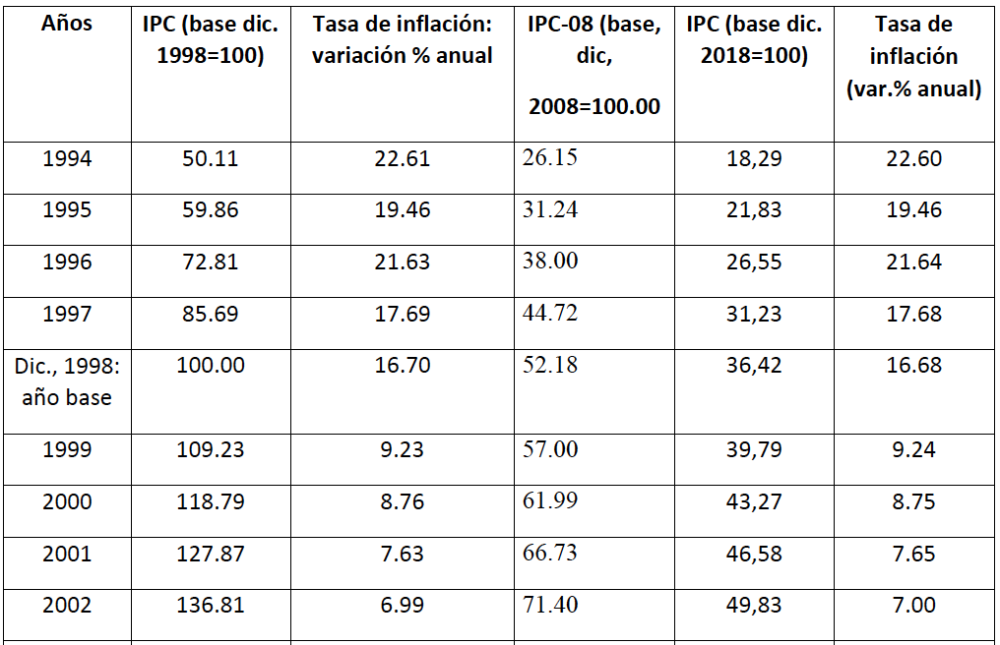 Años IPC (base dic. 1998=100) Tasa de inflación: variación % anual IPC-08 (base, dic, 2008=100.00 IPC (base dic. 2018=100) Tasa de inflación (var.% anual)
1994 50.11 22.61 26.15 18,29 22.60
1995 59.86 19.46 31.24 21,83 19.46
1996 72.81 21.63 38.00 26,55 21.64
1997 85.69 17.69 44.72 31,23 17.68
Dic., 1998: año base 100.00 16.70 52.18 36,42 16.68
1999 109.23 9.23 57.00 39,79 9.24
2000 118.79 8.76 61.99 43,27 8.75
2001 127.87 7.63 66.73 46,58 7.65
2002 136.81 6.99 71.40 49,83 7.00